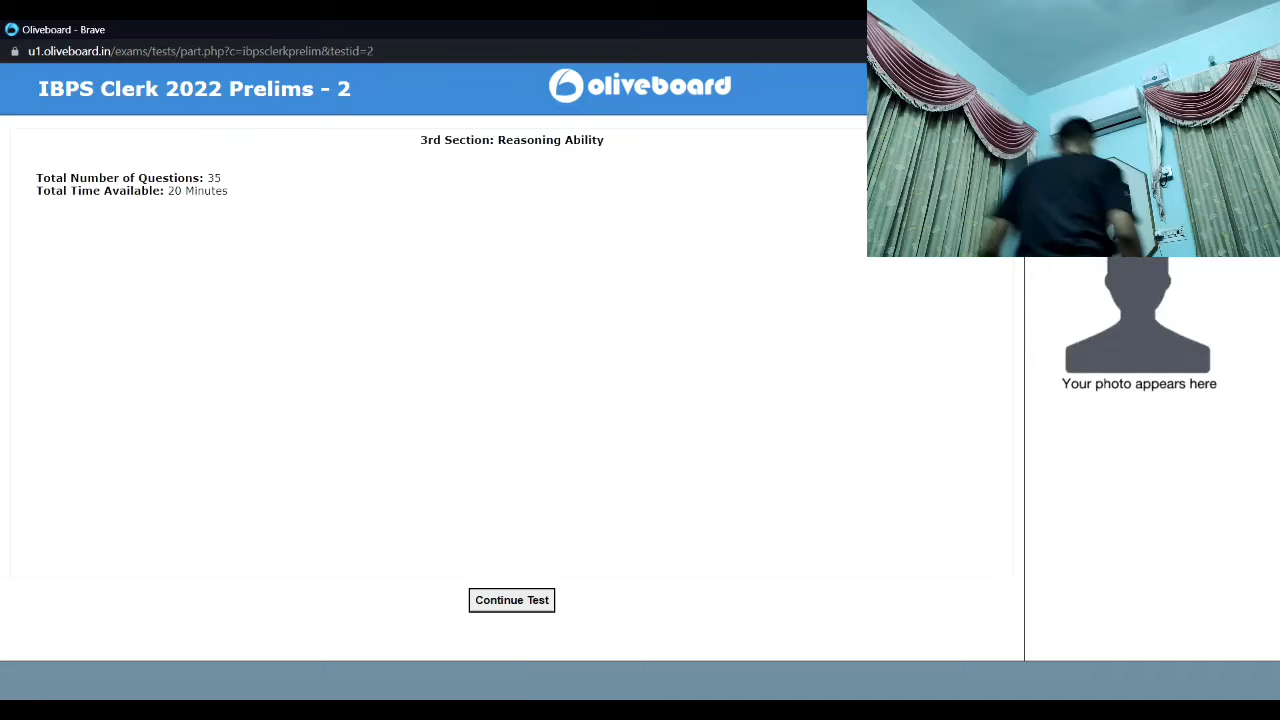 Oliveboard - Brave
u1.oliveboard.in/exams/tests/part.php?c=ibpsclerkprelim&testid=2
IBPS Clerk 2022 Prelims - 2
oliveboard
3rd Section: Reasoning Ability
Total Number of Questions: 35
Total Time Available: 20 Minutes
Your photo appears here
Continue Test